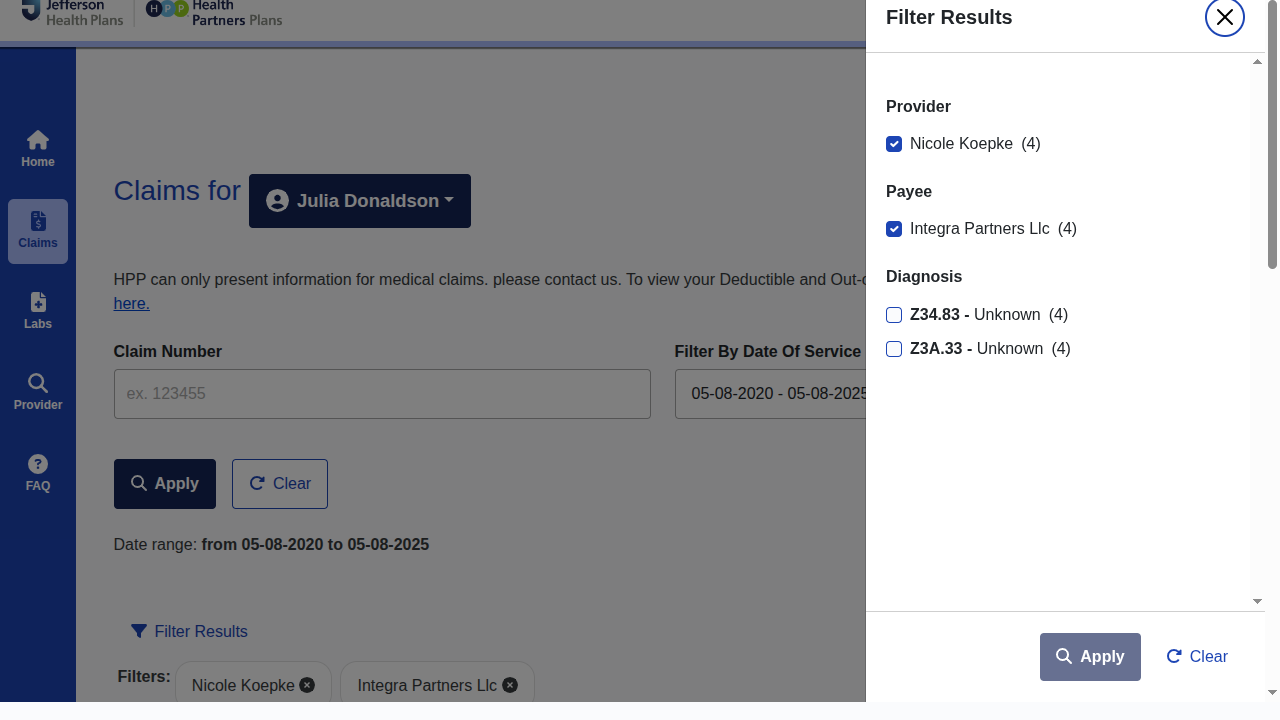 Jefferson
Health Plans
HPP
Health
Partners Plans
Filter Results
Home
Claims
Labs
Provider
FAQ
Claims for
Julia Donaldson
HPP can only present information for medical claims. please contact us. To view your Deductible and Out-
here.
Claim Number
Filter By Date Of Service
ex. 123455
05-08-2020 - 05-08-2025
Apply
Clear
Date range: from 05-08-2020 to 05-08-2025
Filter Results
Filters:
Nicole Koepke
Integra Partners Llc
Provider
Nicole Koepke (4)
Payee
Integra Partners Llc (4)
Diagnosis
Z34.83 - Unknown (4)
Z3A.33 - Unknown (4)
Apply
Clear